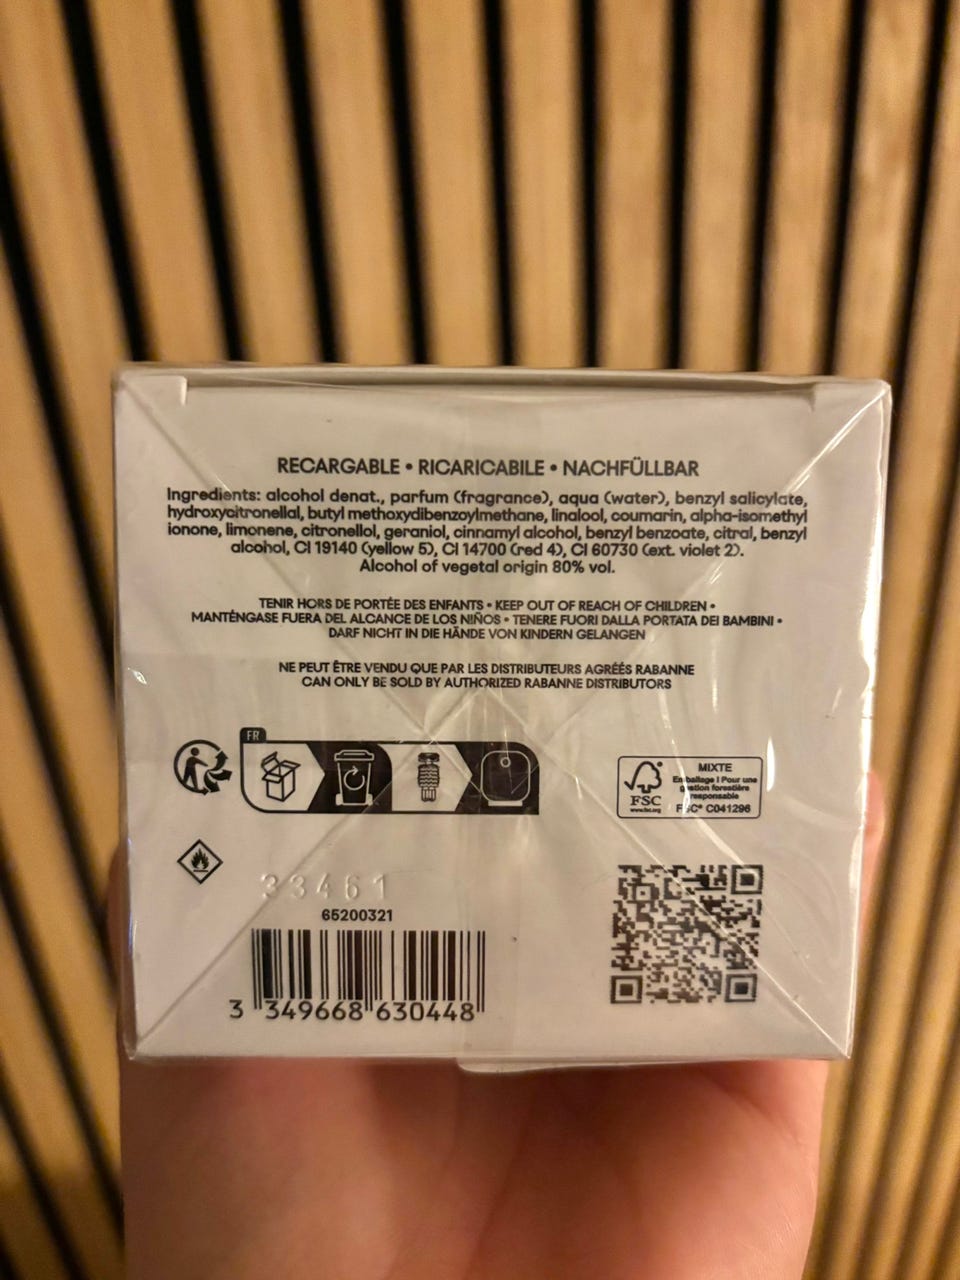 RECARGABLE • RICARICABILE • NACHFÜLLBAR
Ingredients: alcohol denat., parfum (fragrance), aqua (water), benzyl salicylate,
hydroxycitronellal, butyl methoxydibenzoylmethane, linalool, coumarin, alpha-isomethyl
ionone, limonene, citronellol, geraniol, cinnamyl alcohol, benzyl benzoate, citral, benzyl
alcohol, CI 19140 (yellow 5), CI 14700 (red 4), CI 60730 (ext. violet 2).
Alcohol of vegetal origin 80% vol.
TENIR HORS DE PORTÉE DES ENFANTS • KEEP OUT OF REACH OF CHILDREN •
MANTÉNGASE FUERA DEL ALCANCE DE LOS NIÑOS • TENERE FUORI DALLA PORTATA DEI BAMBINI •
DARF NICHT IN DIE HÄNDE VON KINDERN GELANGEN
NE PEUT ÊTRE VENDU QUE PAR LES DISTRIBUTEURS AGRÉÉS RABANNE
CAN ONLY BE SOLD BY AUTHORIZED RABANNE DISTRIBUTORS
FR
FSC
www.fsc.org
MIXTE
Emballage | Pour une
gestion forestière
responsable
FSC® C041296
33461
65200321
3 349668 630448